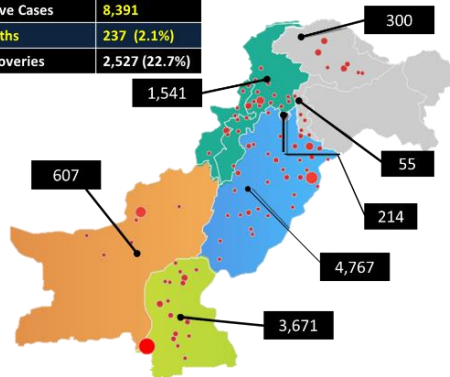 ve Cases 8,391
ths 237 (2.1%)
overies 2,527 (22.7%)
300
1,541
55
607
214
4,767
3,671